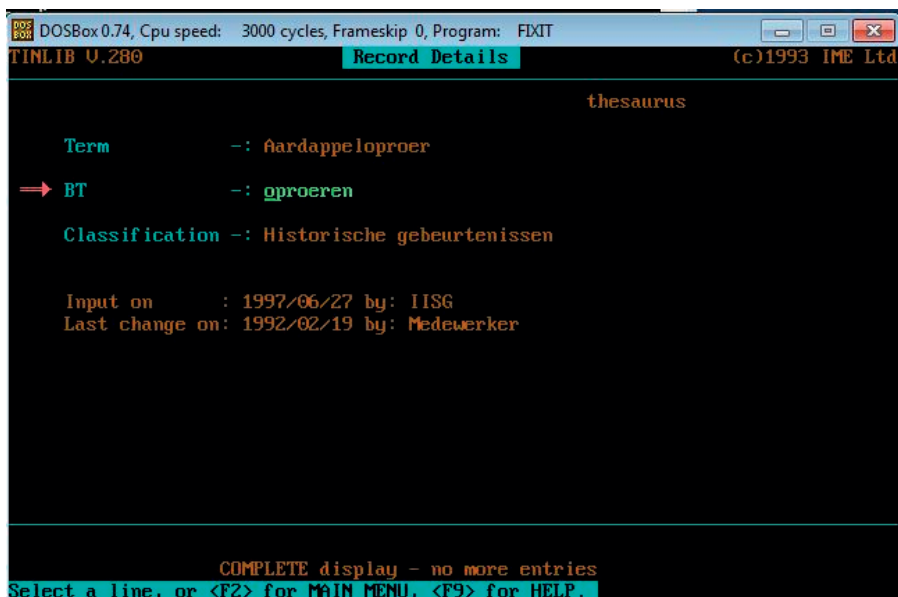 DOSBox 0.74, Cpu speed: 3000 cycles, Frameskip 0, Program: FIXIT
TINLIB V.280 Record Details (c)1993 IME Ltd
thesaurus
Term -: Aardappeloproer
BT -: oproeren
Classification -: Historische gebeurtenissen
Input on : 1997/06/27 by: IISG
Last change on: 1992/02/19 by: Medewerker
COMPLETE display - no more entries
Select a line, or <F2> for MAIN MENU, <F9> for HELP.